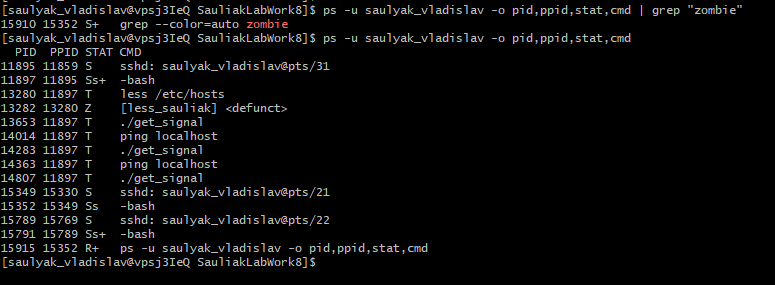 [saulyak_vladislav@vpsj3IeQ SauliakLabWork8]$ ps -u saulyak_vladislav -o pid,ppid,stat,cmd | grep "zombie"
15910 15352 S+   grep --color=auto zombie
[saulyak_vladislav@vpsj3IeQ SauliakLabWork8]$ ps -u saulyak_vladislav -o pid,ppid,stat,cmd
  PID  PPID STAT CMD
11895 11859 S    sshd: saulyak_vladislav@pts/31
11897 11895 Ss+  -bash
13280 11897 T    less /etc/hosts
13282 13280 Z    [less_sauliak] <defunct>
13653 11897 T    ./get_signal
14014 11897 T    ping localhost
14283 11897 T    ./get_signal
14363 11897 T    ping localhost
14807 11897 T    ./get_signal
15349 15330 S    sshd: saulyak_vladislav@pts/21
15352 15349 Ss   -bash
15789 15769 S    sshd: saulyak_vladislav@pts/22
15791 15789 Ss+  -bash
15915 15352 R+   ps -u saulyak_vladislav -o pid,ppid,stat,cmd
[saulyak_vladislav@vpsj3IeQ SauliakLabWork8]$